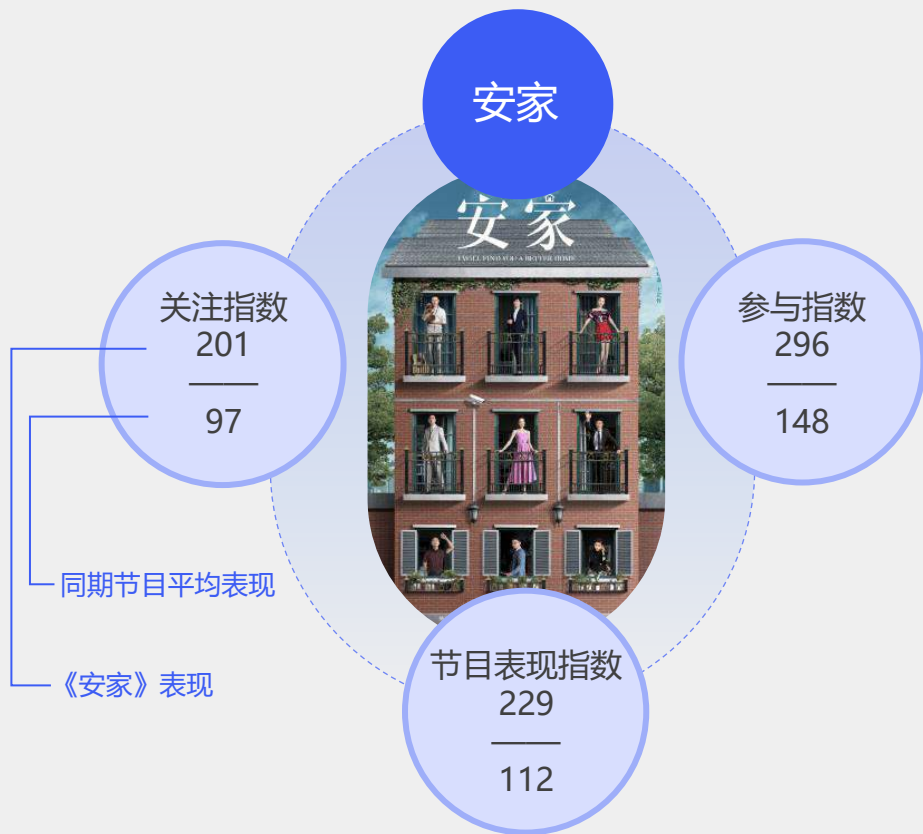 安家
安家
关注指数
201
97
参与指数
296
148
同期节目平均表现
《安家》表现
节目表现指数
229
112